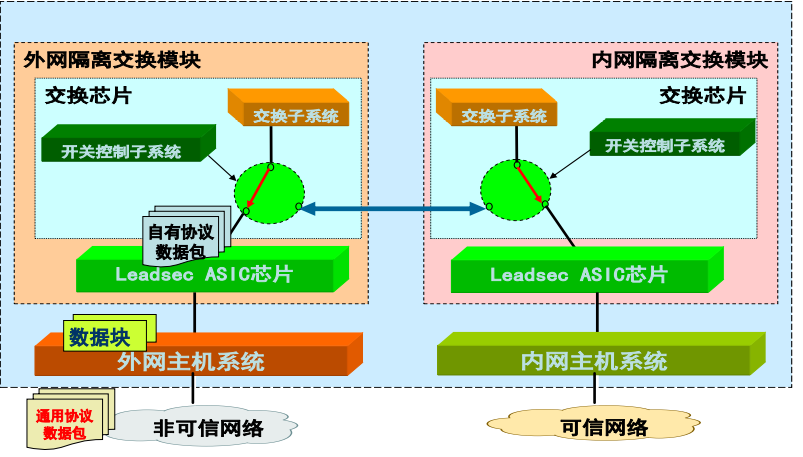 外网隔离交换模块
内网隔离交换模块
交换芯片
交换芯片
交换子系统
交换子系统
开关控制子系统
开关控制子系统
自有协议
数据包
Leadsec ASIC芯片
Leadsec ASIC芯片
数据块
外网主机系统
内网主机系统
通用协议
数据包
非可信网络
可信网络